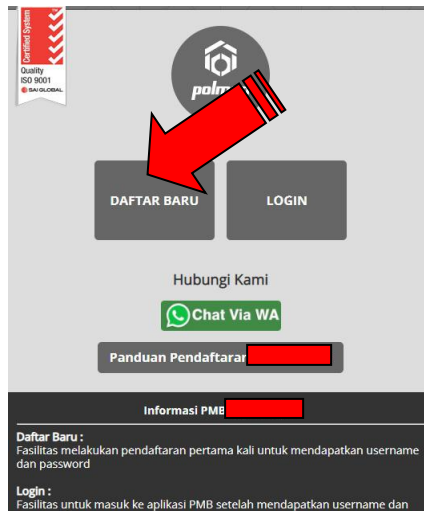 Certified System
Quality
ISO 9001
SAI GLOBAL
DAFTAR BARU
LOGIN
Hubungi Kami
Chat Via WA
Panduan Pendaftaran
Informasi PMB
Daftar Baru :
Fasilitas melakukan pendaftaran pertama kali untuk mendapatkan username
dan password
Login :
Fasilitas untuk masuk ke aplikasi PMB setelah mendapatkan username dan